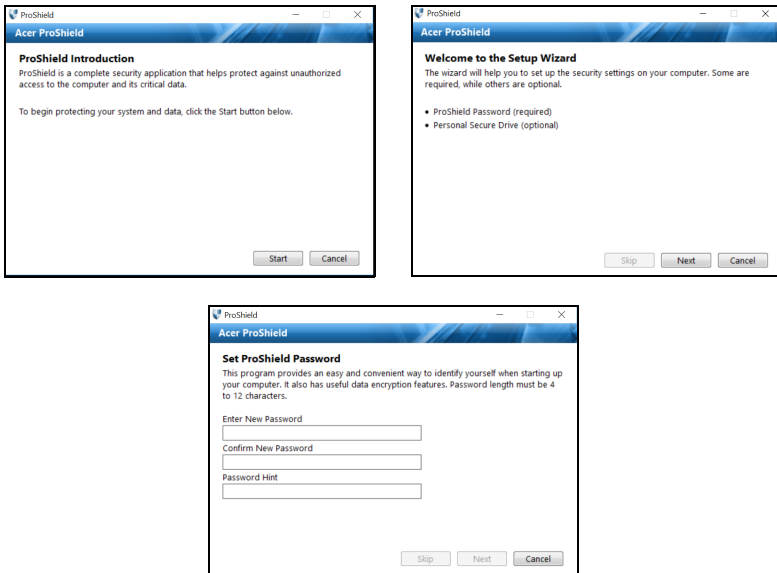 ProShield
Acer ProShield
ProShield Introduction
ProShield is a complete security application that helps protect against unauthorized
access to the computer and its critical data.
To begin protecting your system and data, click the Start button below.
Start
Cancel
ProShield
Acer ProShield
Welcome to the Setup Wizard
The wizard will help you to set up the security settings on your computer. Some are
required, while others are optional.
• ProShield Password (required)
• Personal Secure Drive (optional)
Skip
Next
Cancel
ProShield
Acer ProShield
Set ProShield Password
This program provides an easy and convenient way to identify yourself when starting up
your computer. It also has useful data encryption features. Password length must be 4
to 12 characters.
Enter New Password
Confirm New Password
Password Hint
Skip
Next
Cancel